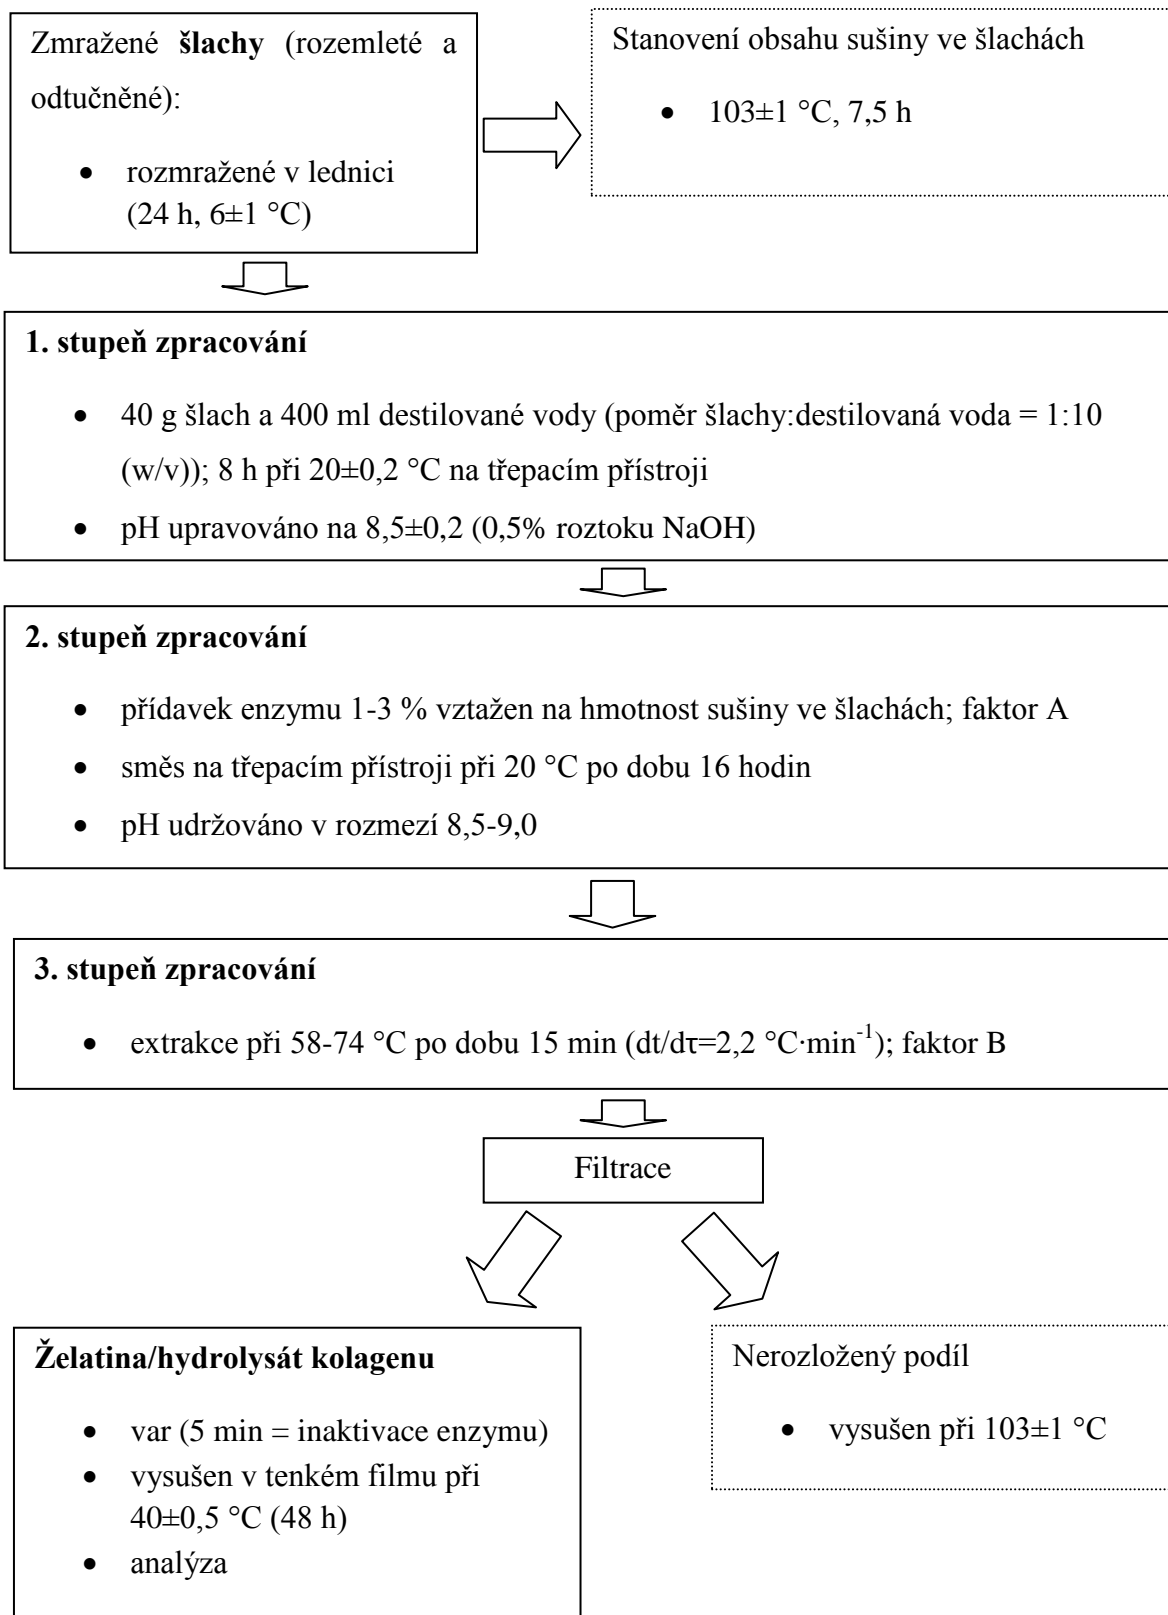 Zmražené šlachy (rozemleté a
odtučněné):
• rozmražené v lednici
(24 h, 6±1 °C)
Stanovení obsahu sušiny ve šlachách
• 103±1 °C, 7,5 h
1. stupeň zpracování
• 40 g šlach a 400 ml destilované vody (poměr šlachy:destilovaná voda = 1:10
(w/v)); 8 h při 20±0,2 °C na třepacím přístroji
• pH upravováno na 8,5±0,2 (0,5% roztoku NaOH)
2. stupeň zpracování
• přídavek enzymu 1-3 % vztažen na hmotnost sušiny ve šlachách; faktor A
• směs na třepacím přístroji při 20 °C po dobu 16 hodin
• pH udržováno v rozmezí 8,5-9,0
3. stupeň zpracování
• extrakce při 58-74 °C po dobu 15 min (dt/dτ=2,2 °C·min⁻¹); faktor B
Filtrace
Želatina/hydrolysát kolagenu
• var (5 min = inaktivace enzymu)
• vysušen v tenkém filmu při
40±0,5 °C (48 h)
• analýza
Nerozložený podíl
• vysušen při 103±1 °C